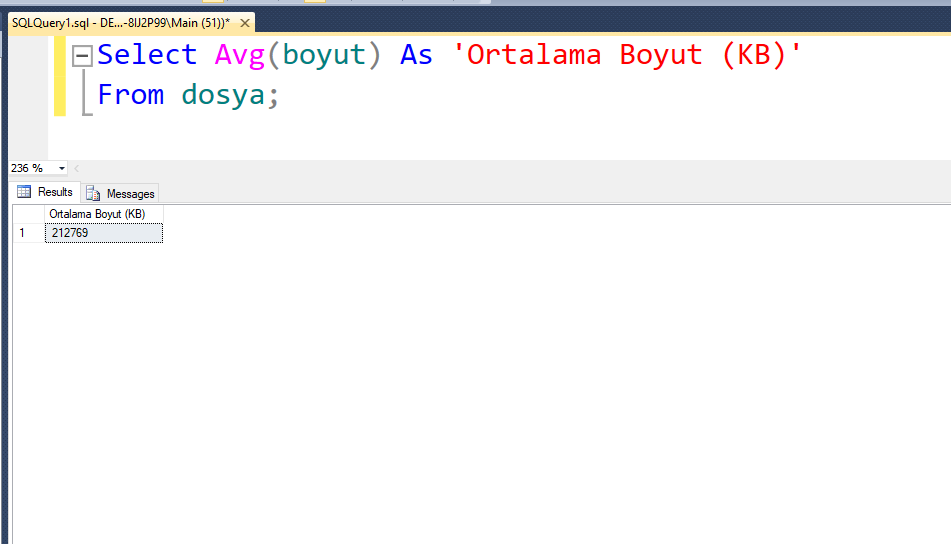 SQLQuery1.sql - DE...-8IJ2P99\Main (51))*
Select Avg(boyut) As 'Ortalama Boyut (KB)'
From dosya;
236 %
Results Messages
Ortalama Boyut (KB)
1 212769